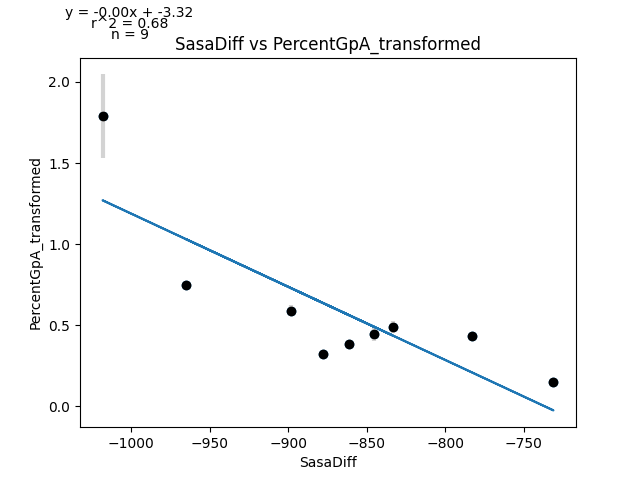 y = -0.00x + -3.32
r^2 = 0.68
n = 9
SasaDiff vs PercentGpA_transformed
2.0
1.5
1.0
0.5
0.0
PercentGpA_transformed
−1000 −950 −900 −850 −800 −750
SasaDiff